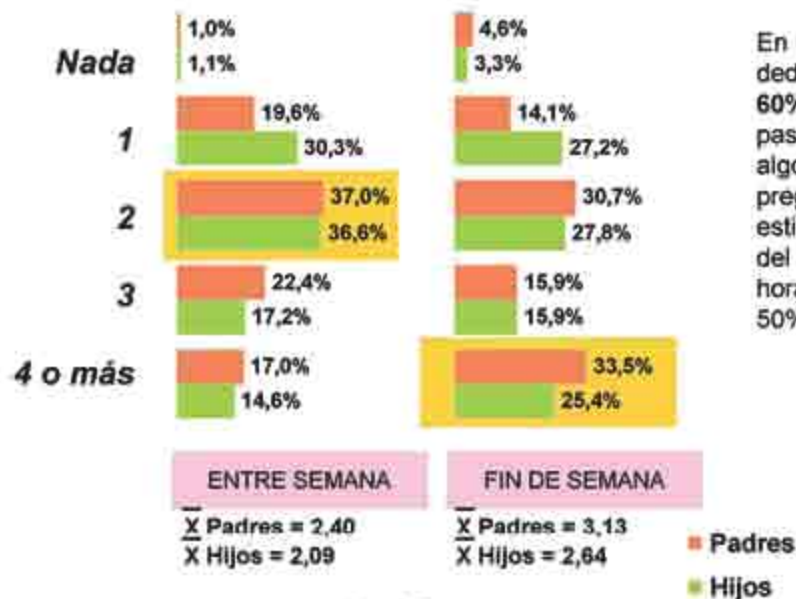 Nada
1,0%
1,1%
4,6%
3,3%
1
19,6%
30,3%
14,1%
27,2%
2
37,0%
36,6%
30,7%
27,8%
3
22,4%
17,2%
15,9%
15,9%
4 o más
17,0%
14,6%
33,5%
25,4%
ENTRE SEMANA
FIN DE SEMANA
X Padres = 2,40
X Hijos = 2,09
X Padres = 3,13
X Hijos = 2,64
Padres
Hijos
En
ded
60%
pas
algo
preg
esti
del
hora
50%